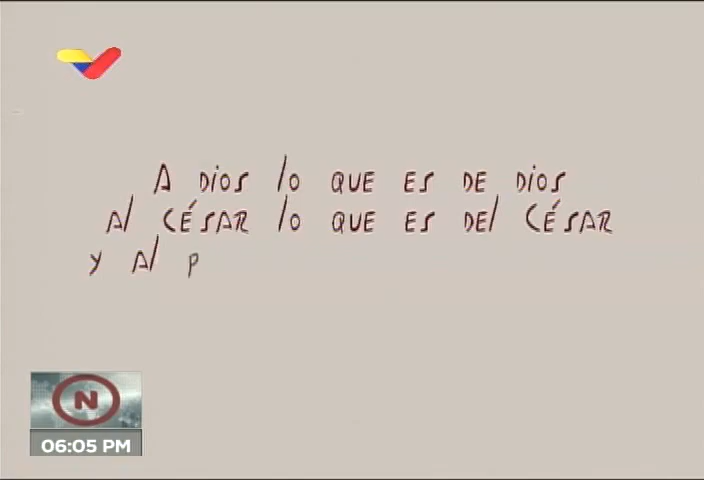 A DIOS lO QUE ES DE DIOS
Al CÉSAR lO QUE ES DEl CÉSAR
Y Al P
N
06:05 PM